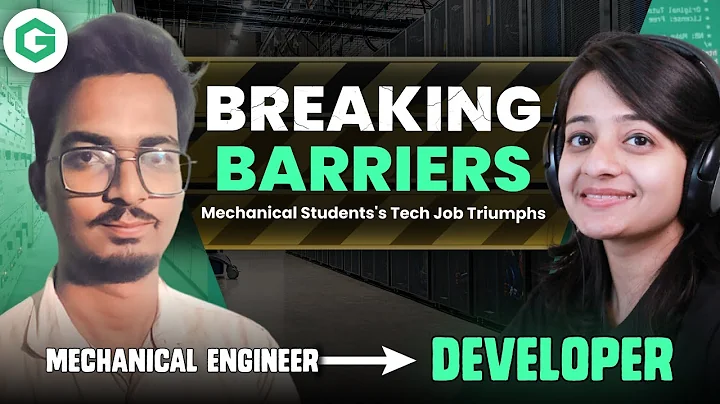 G
BREAKING
BARRIERS
Mechanical Students's Tech Job Triumphs
MECHANICAL ENGINEER
DEVELOPER